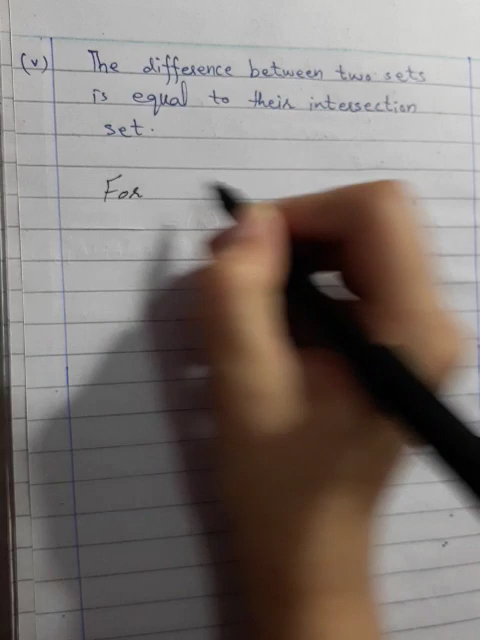 (v) The difference between two sets
is equal to their intersection
set.
For